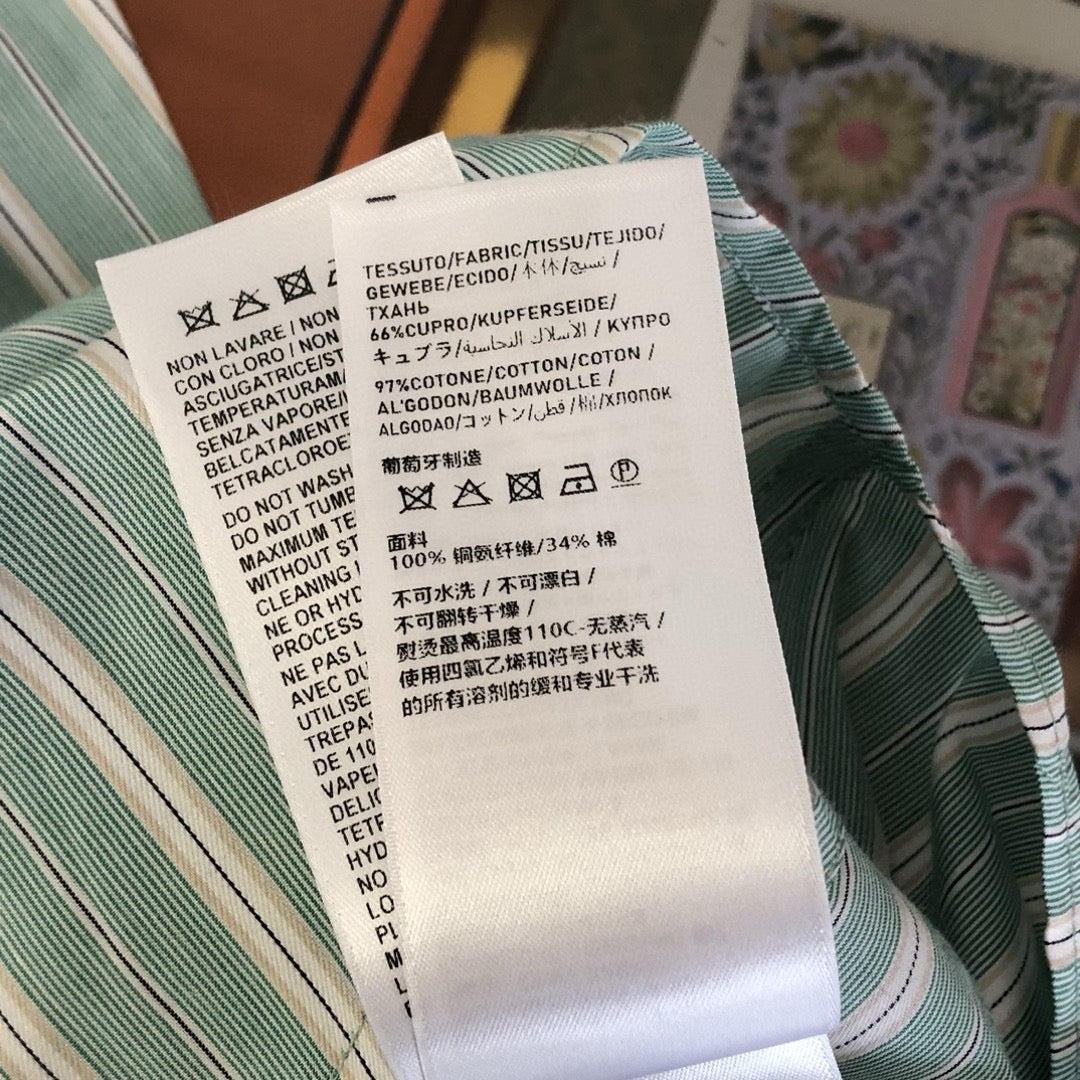 NON LAVARE / NON
CON CLORO / NON
ASCIUGATRICE/ST
TEMPERATURAMA
SENZA VAPORE/
BELCATAMENTE
TETRACLOROE
DO NOT WASH
DO NOT TUMB
MAXIMUM TE
WITHOUT ST
CLEANING
NE OR HYD
PROCESS
NE PAS L
AVEC DU
UTILISE
TREPAS
DE 110
VAPE
DELIC
TETR
HYD
NO
LO
PL
M
L
TESSUTO/FABRIC/TISSU/TEJIDO/
GEWEBE/ECIDO/本体/نسيج/
ТХАНЬ
66%CUPRO/KUPFERSEIDE/
キュプラ/الأسلاك النحاسية/КУПРО
97%COTONE/COTTON/COTON /
AL'GODON/BAUMWOLLE /
ALGODAO/コットン/قطن/棉/ХЛОПОК
葡萄牙制造
P
面料
100% 铜氨纤维/34% 棉
不可水洗 / 不可漂白 /
不可翻转干燥 /
熨烫最高温度110C-无蒸汽 /
使用四氯乙烯和符号F代表
的所有溶剂的缓和专业干洗